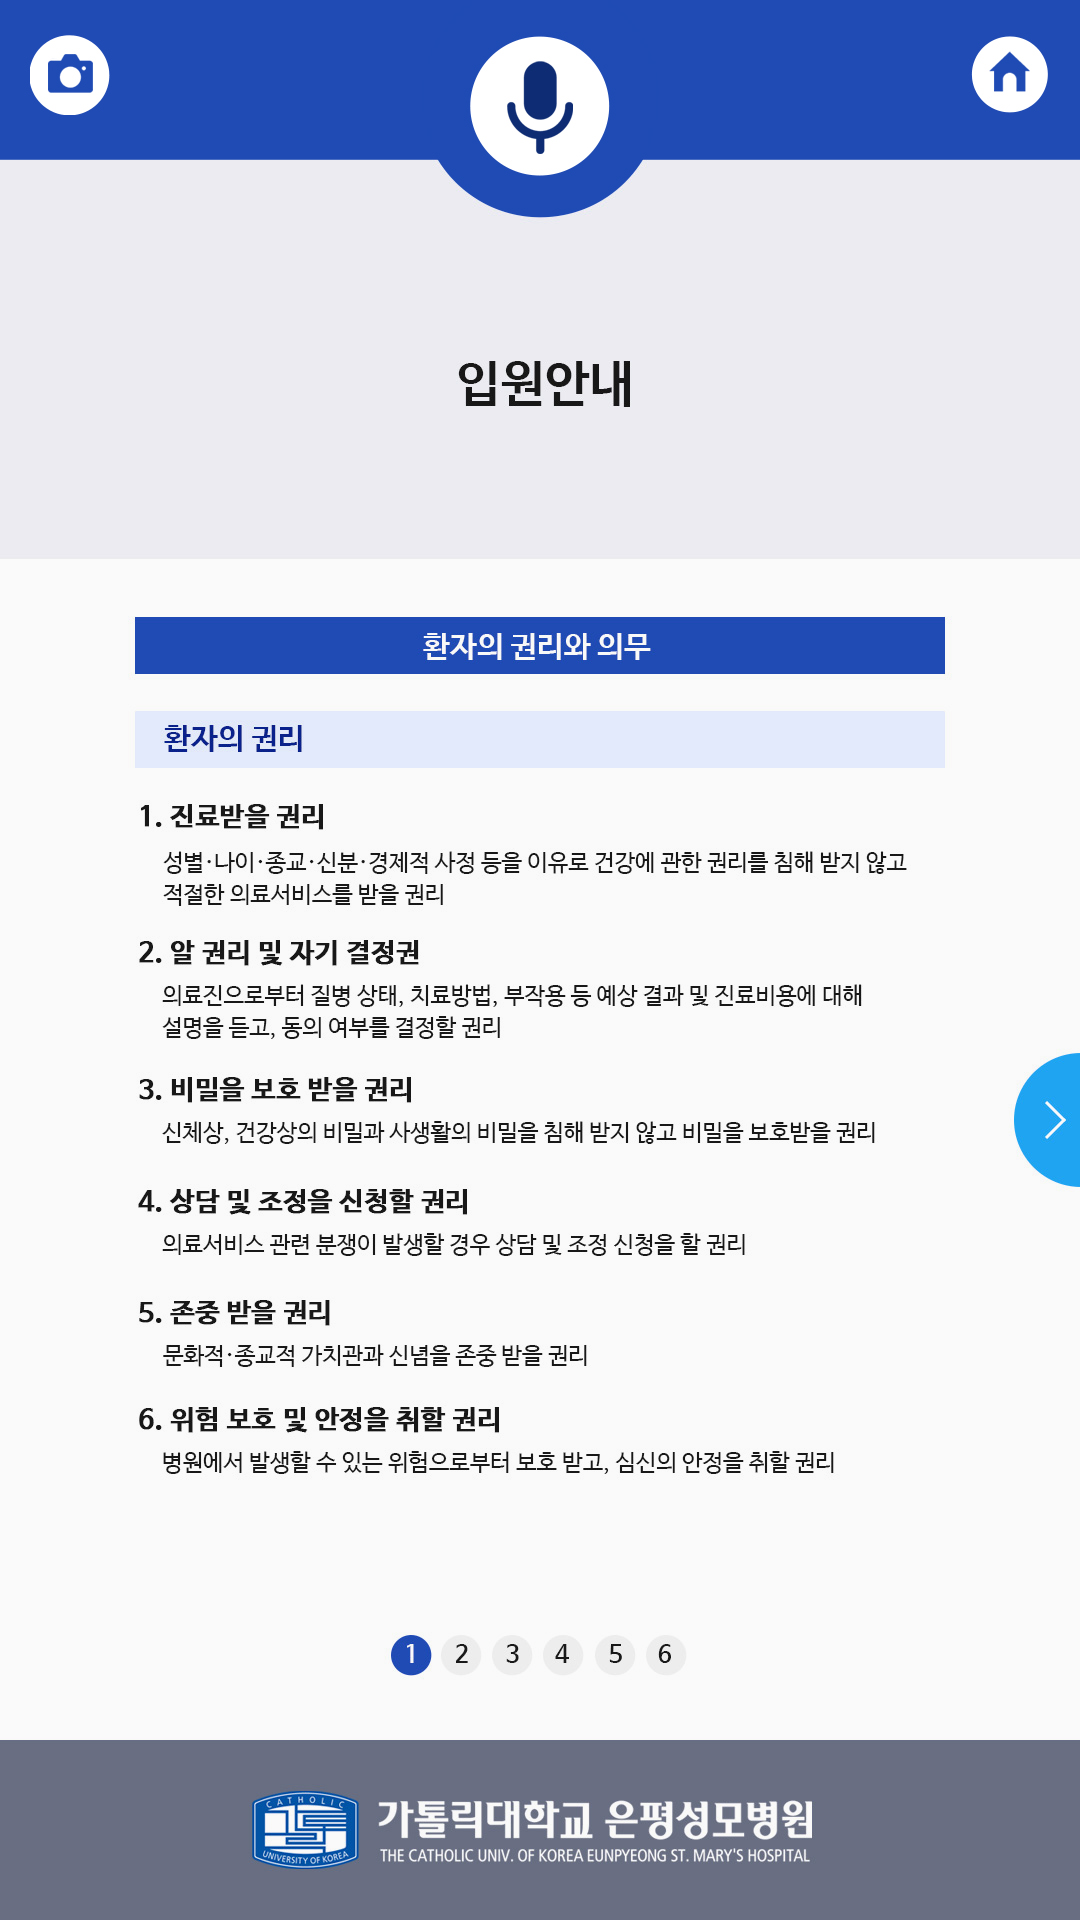 입원안내
환자의 권리와 의무
환자의 권리
1. 진료받을 권리
성별·나이·종교·신분·경제적 사정 등을 이유로 건강에 관한 권리를 침해 받지 않고
적절한 의료서비스를 받을 권리
2. 알 권리 및 자기 결정권
의료진으로부터 질병 상태, 치료방법, 부작용 등 예상 결과 및 진료비용에 대해
설명을 듣고, 동의 여부를 결정할 권리
3. 비밀을 보호 받을 권리
신체상, 건강상의 비밀과 사생활의 비밀을 침해 받지 않고 비밀을 보호받을 권리
4. 상담 및 조정을 신청할 권리
의료서비스 관련 분쟁이 발생할 경우 상담 및 조정 신청을 할 권리
5. 존중 받을 권리
문화적·종교적 가치관과 신념을 존중 받을 권리
6. 위험 보호 및 안정을 취할 권리
병원에서 발생할 수 있는 위험으로부터 보호 받고, 심신의 안정을 취할 권리
1 2 3 4 5 6
CATHOLIC
UNIVERSITY OF KOREA
가톨릭대학교 은평성모병원
THE CATHOLIC UNIV. OF KOREA EUNPYEONG ST. MARY'S HOSPITAL